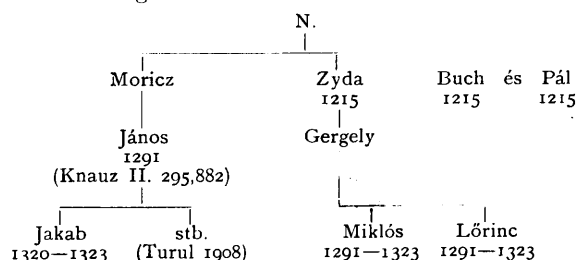 N.
Moricz Zyda Buch és Pál
1215 1215 1215
János Gergely
1291
(Knauz II. 295,882)
Jakab stb. Miklós Lőrinc
1320—1323 (Turul 1908) 1291—1323 1291—1323